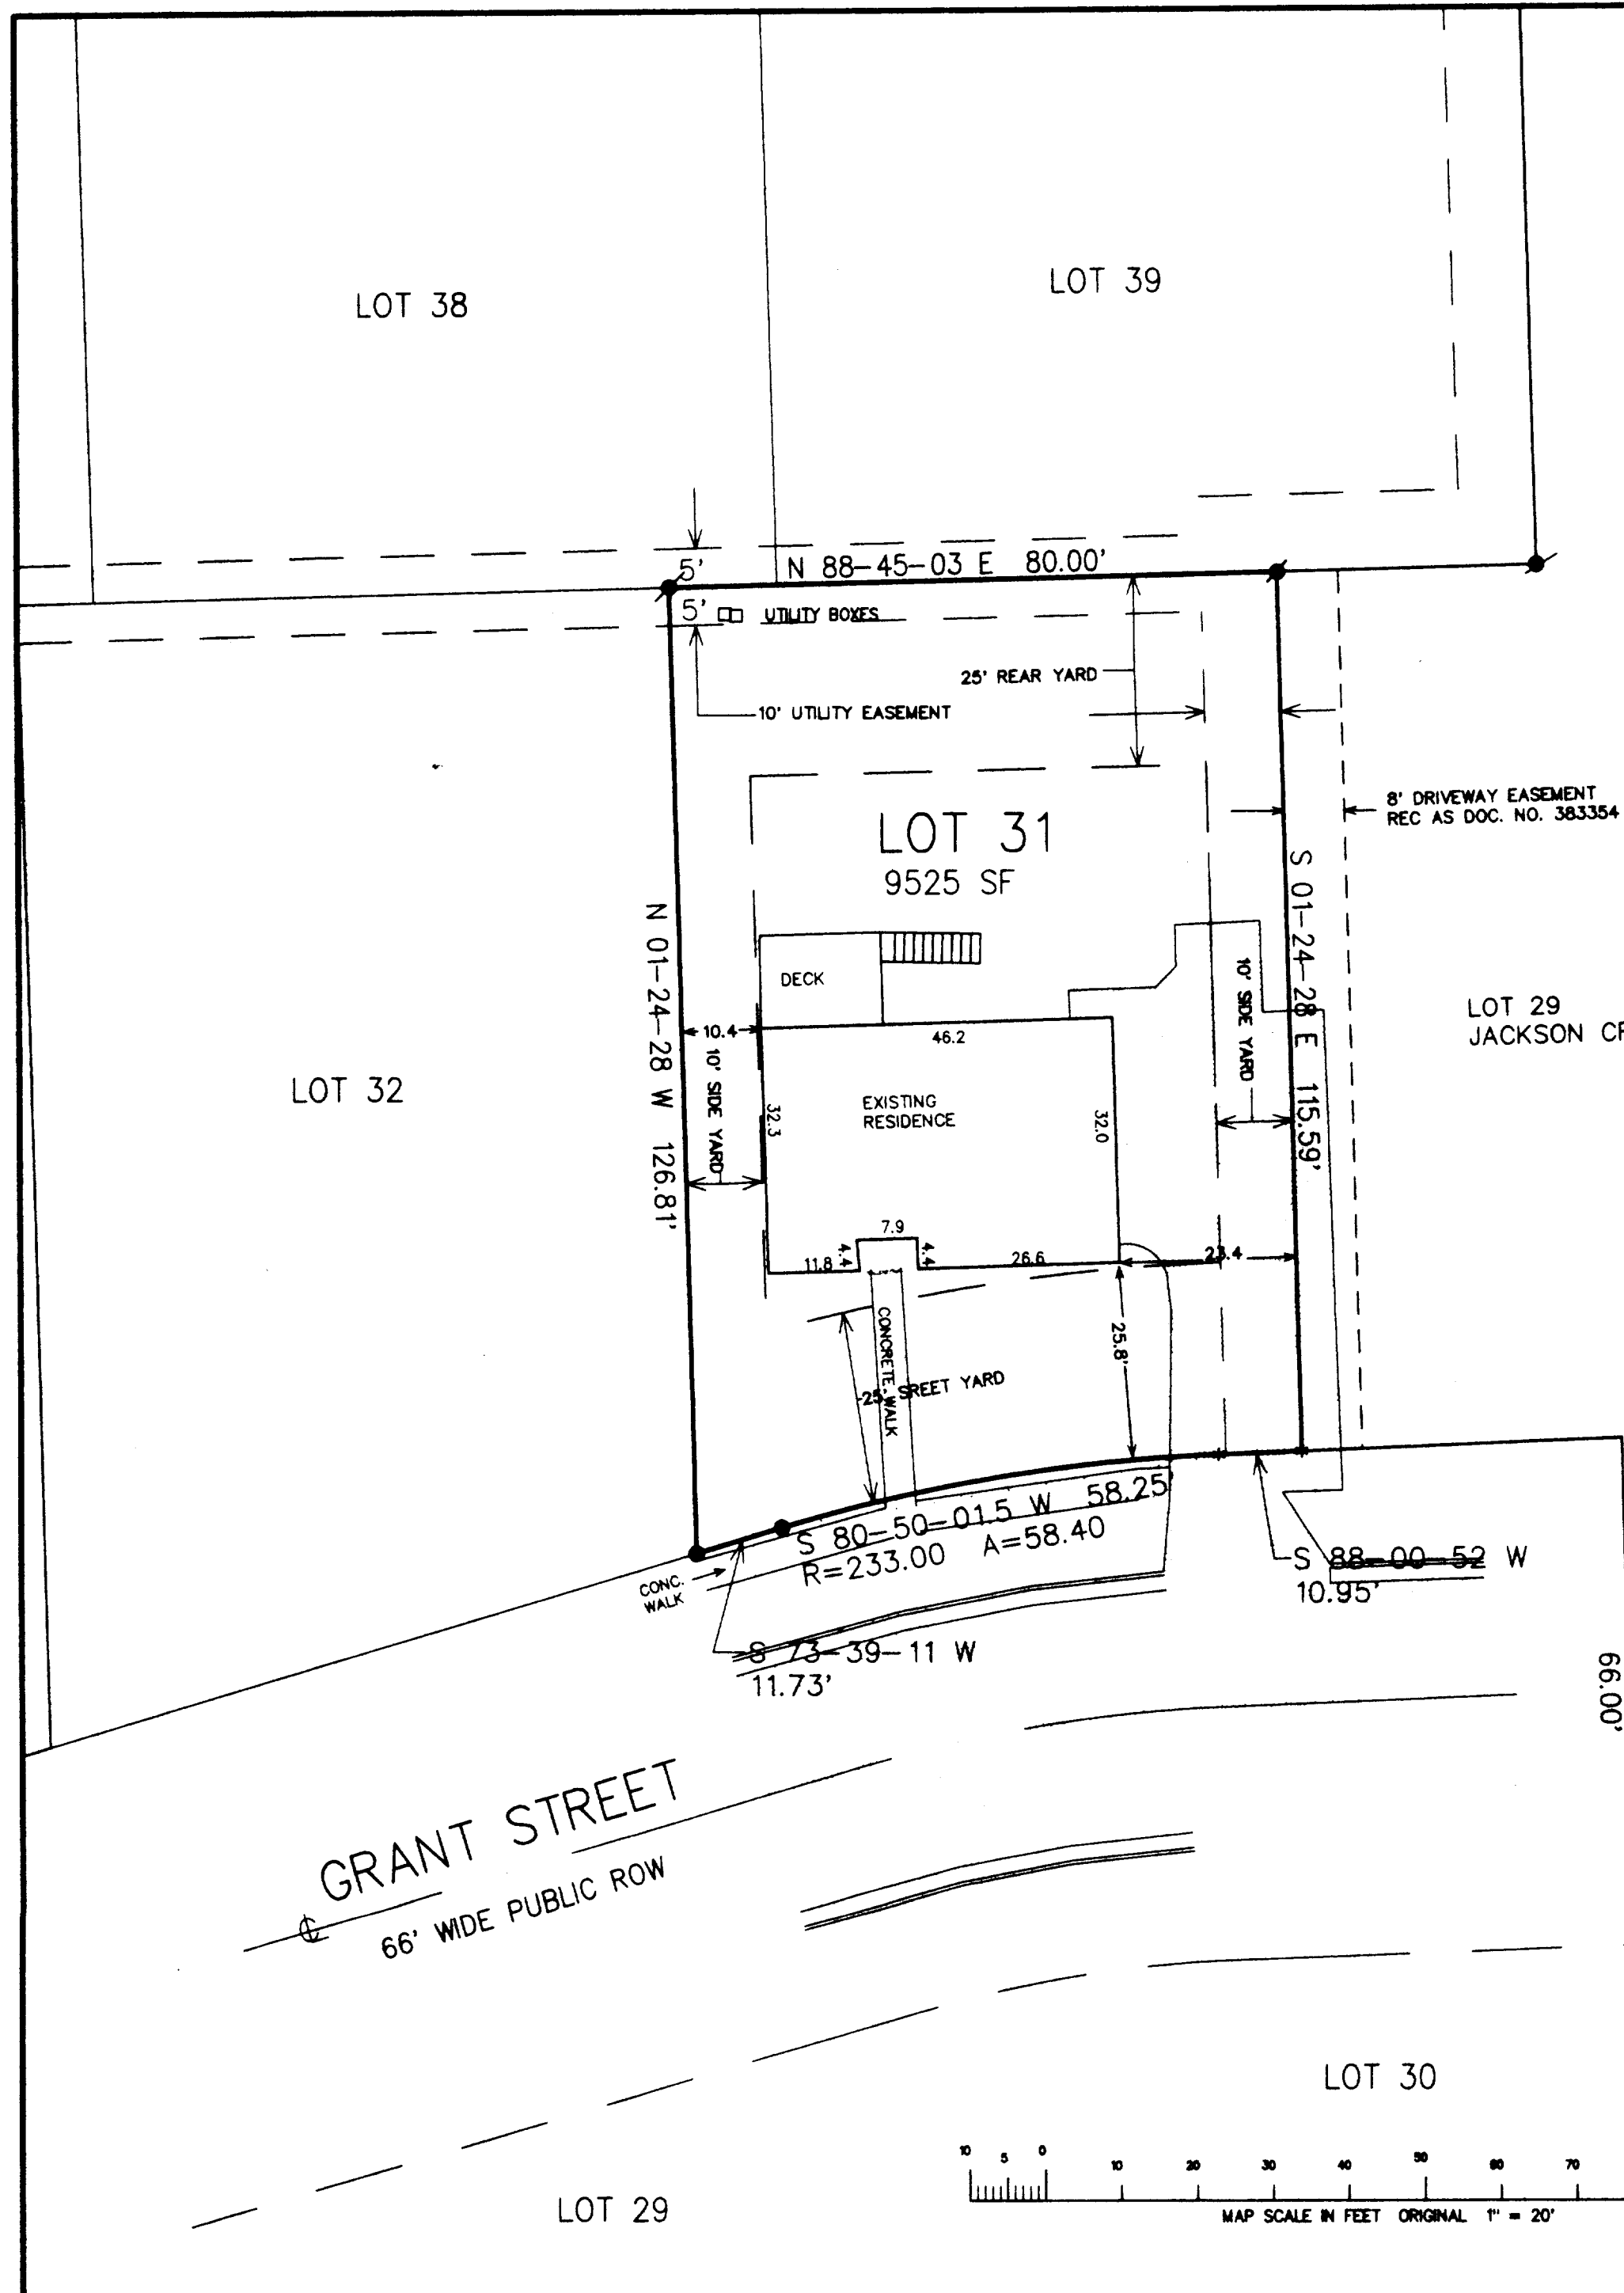 LOT 38
LOT 39
5'
N 88-45-03 E 80.00'
5'
UTILITY BOXES
25' REAR YARD
10' UTILITY EASEMENT
8' DRIVEWAY EASEMENT
REC AS DOC. NO. 383354
LOT 31
9525 SF
N 01-24-28 W 126.81'
S 01-24-28 E 115.59'
DECK
10' SIDE YARD
LOT 29
JACKSON
10.4
46.2
10' SIDE YARD
LOT 32
EXISTING
RESIDENCE
32.3
32.0
7.9
4.4
4.4
11.8
26.6
23.4
CONCRETE WALK
25.8'
25' SREET YARD
S 80-50-01.5 W 58.25'
R=233.00 A=58.40
CONC.
WALK
S 88-00-52 W
10.95'
S 73-39-11 W
11.73'
66.00'
GRANT STREET
℄
66' WIDE PUBLIC ROW
LOT 30
LOT 29
10 5 0 10 20 30 40 50 60 70
MAP SCALE IN FEET ORIGINAL 1" = 20'